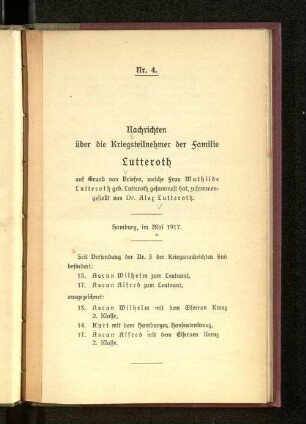 Nr. 4.
Nachrichten
über die Kriegsteilnehmer der Familie
Lutteroth
auf Grund von Briefen, welche Frau Mathilde
Lutteroth geb. Lutteroth gesammelt hat, zusammen-
gestellt von Dr. Alex Lutteroth.
Hamburg, im Mai 1917.
Seit Versendung der Nr. 3 der Kriegsnachrichten sind
befördert:
13. Ascan Wilhelm zum Leutnant,
17. Ascan Alfred zum Leutnant,
ausgezeichnet:
13. Ascan Wilhelm mit dem Eisernen Kreuz
2. Klasse,
14. Kurt mit dem Hamburger Hanseatenkreuz,
17. Ascan Alfred mit dem Eisernen Kreuz
2. Klasse.